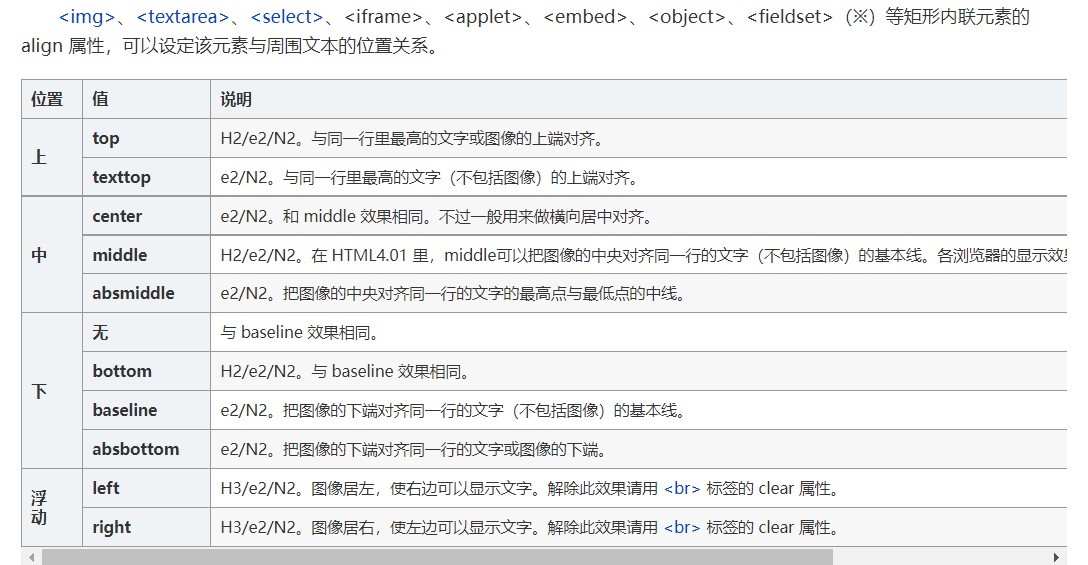 <img>、<textarea>、<select>、<iframe>、<applet>、<embed>、<object>、<fieldset>（※）等矩形内联元素的
align 属性，可以设定该元素与周围文本的位置关系。
位置 值 说明
上 top H2/e2/N2。与同一行里最高的文字或图像的上端对齐。
texttop e2/N2。与同一行里最高的文字（不包括图像）的上端对齐。
中 center e2/N2。和 middle 效果相同。不过一般用来做横向居中对齐。
middle H2/e2/N2。在 HTML4.01 里，middle可以把图像的中央对齐同一行的文字（不包括图像）的基本线。各浏览器的显示效
absmiddle e2/N2。把图像的中央对齐同一行的文字的最高点与最低点的中线。
下 无 与 baseline 效果相同。
bottom H2/e2/N2。与 baseline 效果相同。
baseline e2/N2。把图像的下端对齐同一行的文字（不包括图像）的基本线。
absbottom e2/N2。把图像的下端对齐同一行的文字或图像的下端。
浮动 left H3/e2/N2。图像居左，使右边可以显示文字。解除此效果请用 <br> 标签的 clear 属性。
right H3/e2/N2。图像居右，使左边可以显示文字。解除此效果请用 <br> 标签的 clear 属性。